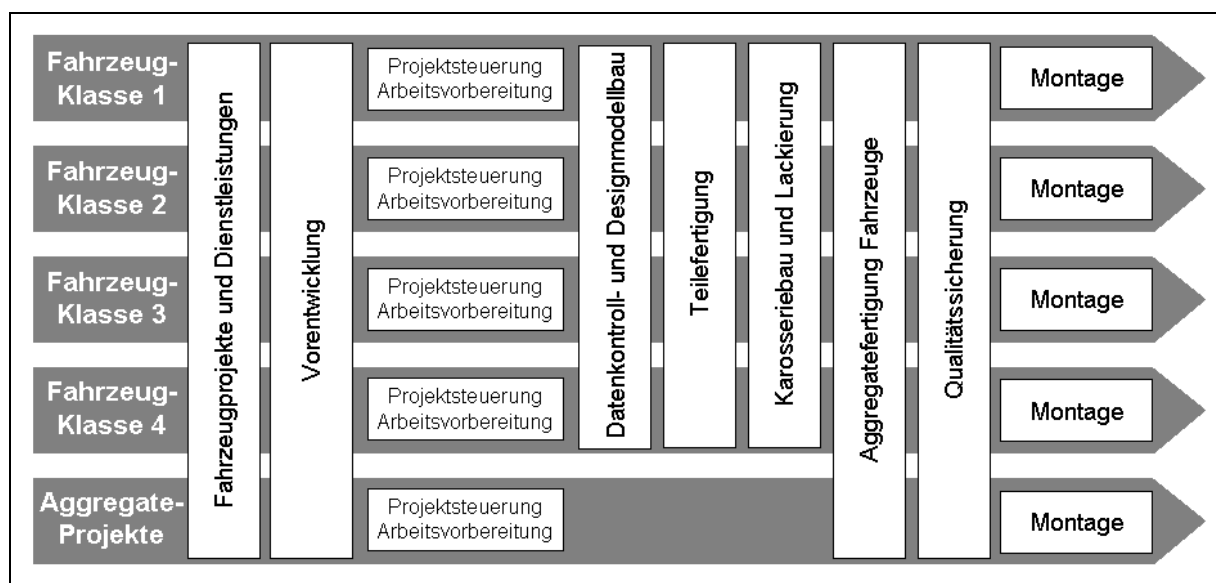 Fahrzeug-
Klasse 1
Fahrzeug-
Klasse 2
Fahrzeug-
Klasse 3
Fahrzeug-
Klasse 4
Aggregate-
Projekte
Fahrzeugprojekte und Dienstleistungen
Vorentwicklung
Projektsteuerung
Arbeitsvorbereitung
Projektsteuerung
Arbeitsvorbereitung
Projektsteuerung
Arbeitsvorbereitung
Projektsteuerung
Arbeitsvorbereitung
Projektsteuerung
Arbeitsvorbereitung
Datenkontroll- und Designmodellbau
Teilefertigung
Karosseriebau und Lackierung
Aggregatefertigung Fahrzeuge
Qualitätssicherung
Montage
Montage
Montage
Montage
Montage